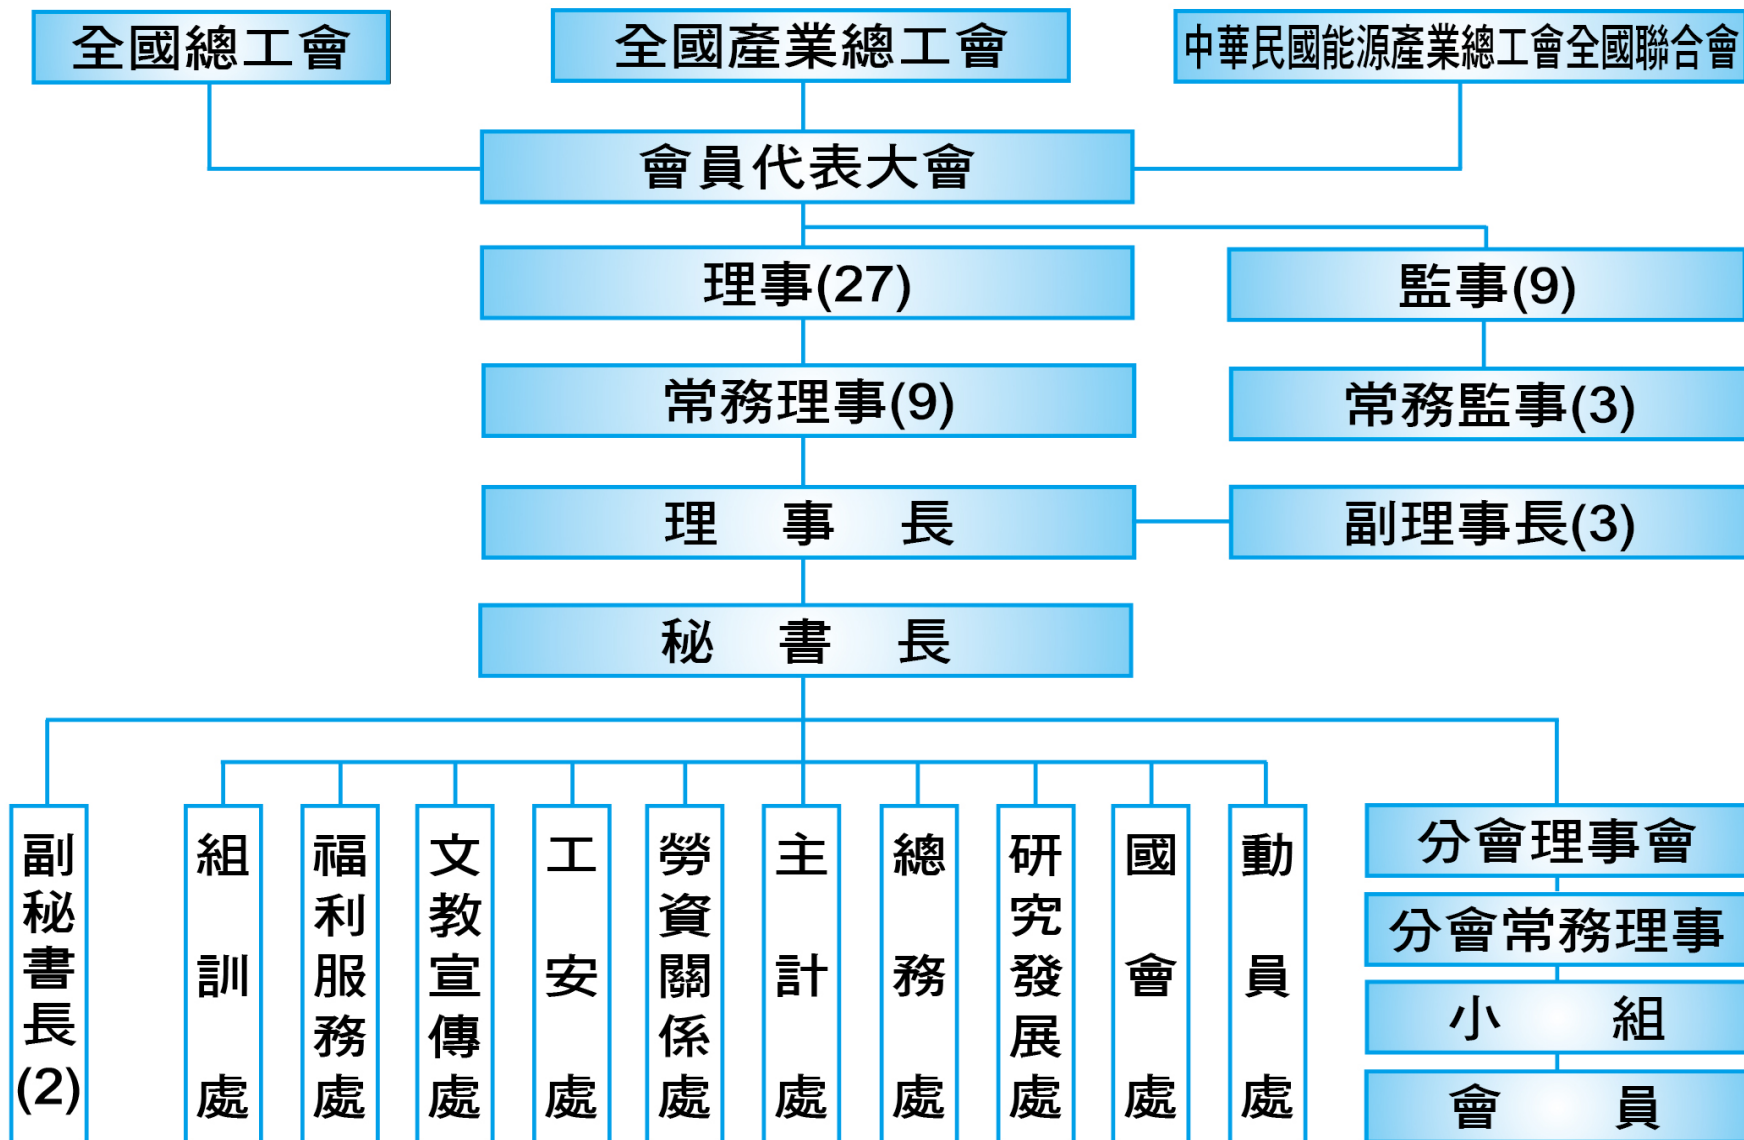 全國總工會
全國產業總工會
中華民國能源產業總工會全國聯合會
會員代表大會
理事(27)
監事(9)
常務理事(9)
常務監事(3)
理事長
副理事長(3)
秘書長
副秘書長(2)
組訓處
福利服務處
文教宣傳處
工安處
勞資關係處
主計處
總務處
研究發展處
國會處
動員處
分會理事會
分會常務理事
小組
會員